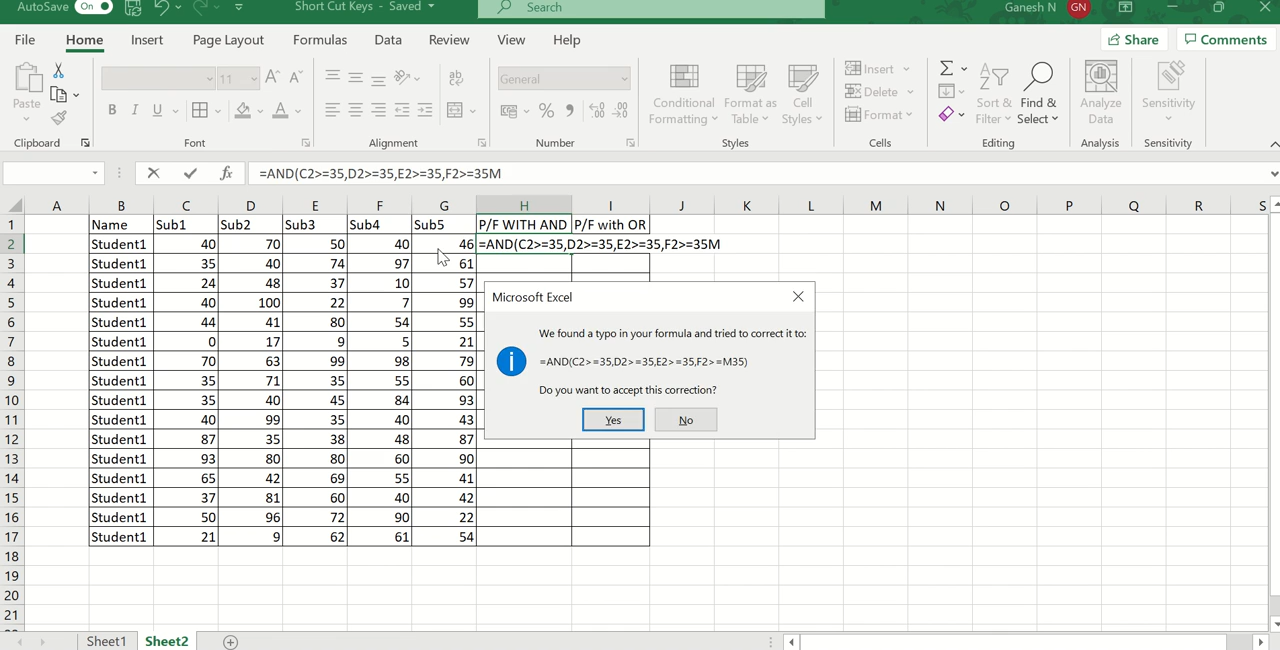 AutoSave On Short Cut Keys - Saved Search Ganesh N GN
File Home Insert Page Layout Formulas Data Review View Help Share Comments
Paste
11 A A
B I U A
ab
General
% 9
Conditional Formatting
Format as Table
Cell Styles
Insert
Delete
Format
Σ
Sort & Filter
Find & Select
Analyze Data
Sensitivity
Clipboard Font Alignment Number Styles Cells Editing Analysis Sensitivity
fx =AND(C2>=35,D2>=35,E2>=35,F2>=35M
A B C D E F G H I J K L M N O P Q R S
1 Name Sub1 Sub2 Sub3 Sub4 Sub5 P/F WITH AND P/F with OR
2 Student1 40 70 50 40 46 =AND(C2>=35,D2>=35,E2>=35,F2>=35M
3 Student1 35 40 74 97 61
4 Student1 24 48 37 10 57
5 Student1 40 100 22 7 99
6 Student1 44 41 80 54 55
7 Student1 0 17 9 5 21
8 Student1 70 63 99 98 79
9 Student1 35 71 35 55 60
10 Student1 35 40 45 84 93
11 Student1 40 99 35 40 43
12 Student1 87 35 38 48 87
13 Student1 93 80 80 60 90
14 Student1 65 42 69 55 41
15 Student1 37 81 60 40 42
16 Student1 50 96 72 90 22
17 Student1 21 9 62 61 54
18
19
20
21
Microsoft Excel
We found a typo in your formula and tried to correct it to:
=AND(C2>=35,D2>=35,E2>=35,F2>=M35)
Do you want to accept this correction?
Yes No
Sheet1 Sheet2